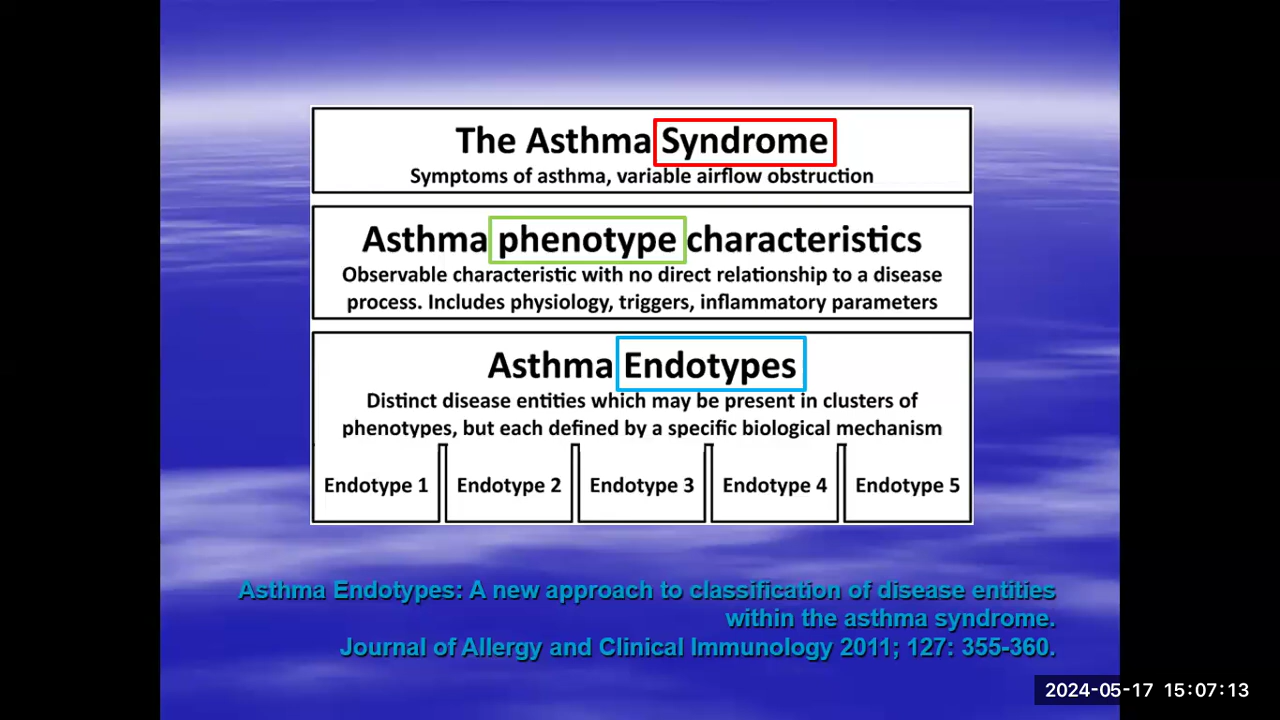 The Asthma Syndrome
Symptoms of asthma, variable airflow obstruction
Asthma phenotype characteristics
Observable characteristic with no direct relationship to a disease
process. Includes physiology, triggers, inflammatory parameters
Asthma Endotypes
Distinct disease entities which may be present in clusters of
phenotypes, but each defined by a specific biological mechanism
Endotype 1 Endotype 2 Endotype 3 Endotype 4 Endotype 5
Asthma Endotypes: A new approach to classification of disease entities
within the asthma syndrome.
Journal of Allergy and Clinical Immunology 2011; 127: 355-360.
2024-05-17 15:07:13